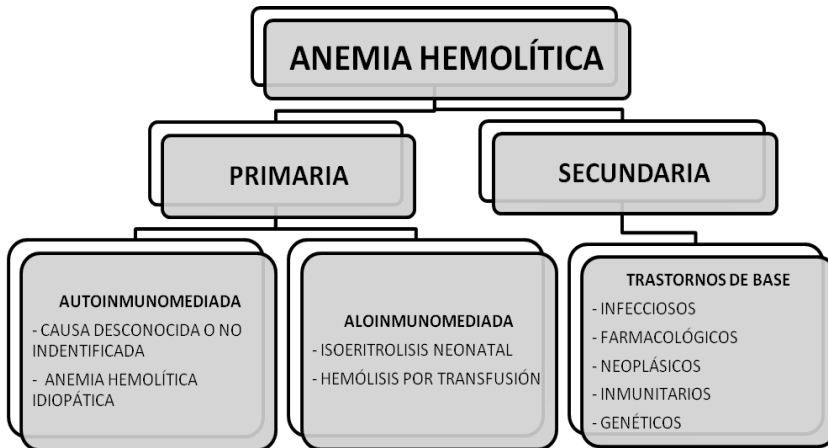 ANEMIA HEMOLÍTICA
PRIMARIA
SECUNDARIA
AUTOINMUNOMEDIADA
- CAUSA DESCONOCIDA O NO
INDENTIFICADA
- ANEMIA HEMOLÍTICA
IDIOPÁTICA
ALOINMUNOMEDIADA
- ISOERITROLISIS NEONATAL
- HEMÓLISIS POR TRANSFUSIÓN
TRASTORNOS DE BASE
- INFECCIOSOS
- FARMACOLÓGICOS
- NEOPLÁSICOS
- INMUNITARIOS
- GENÉTICOS